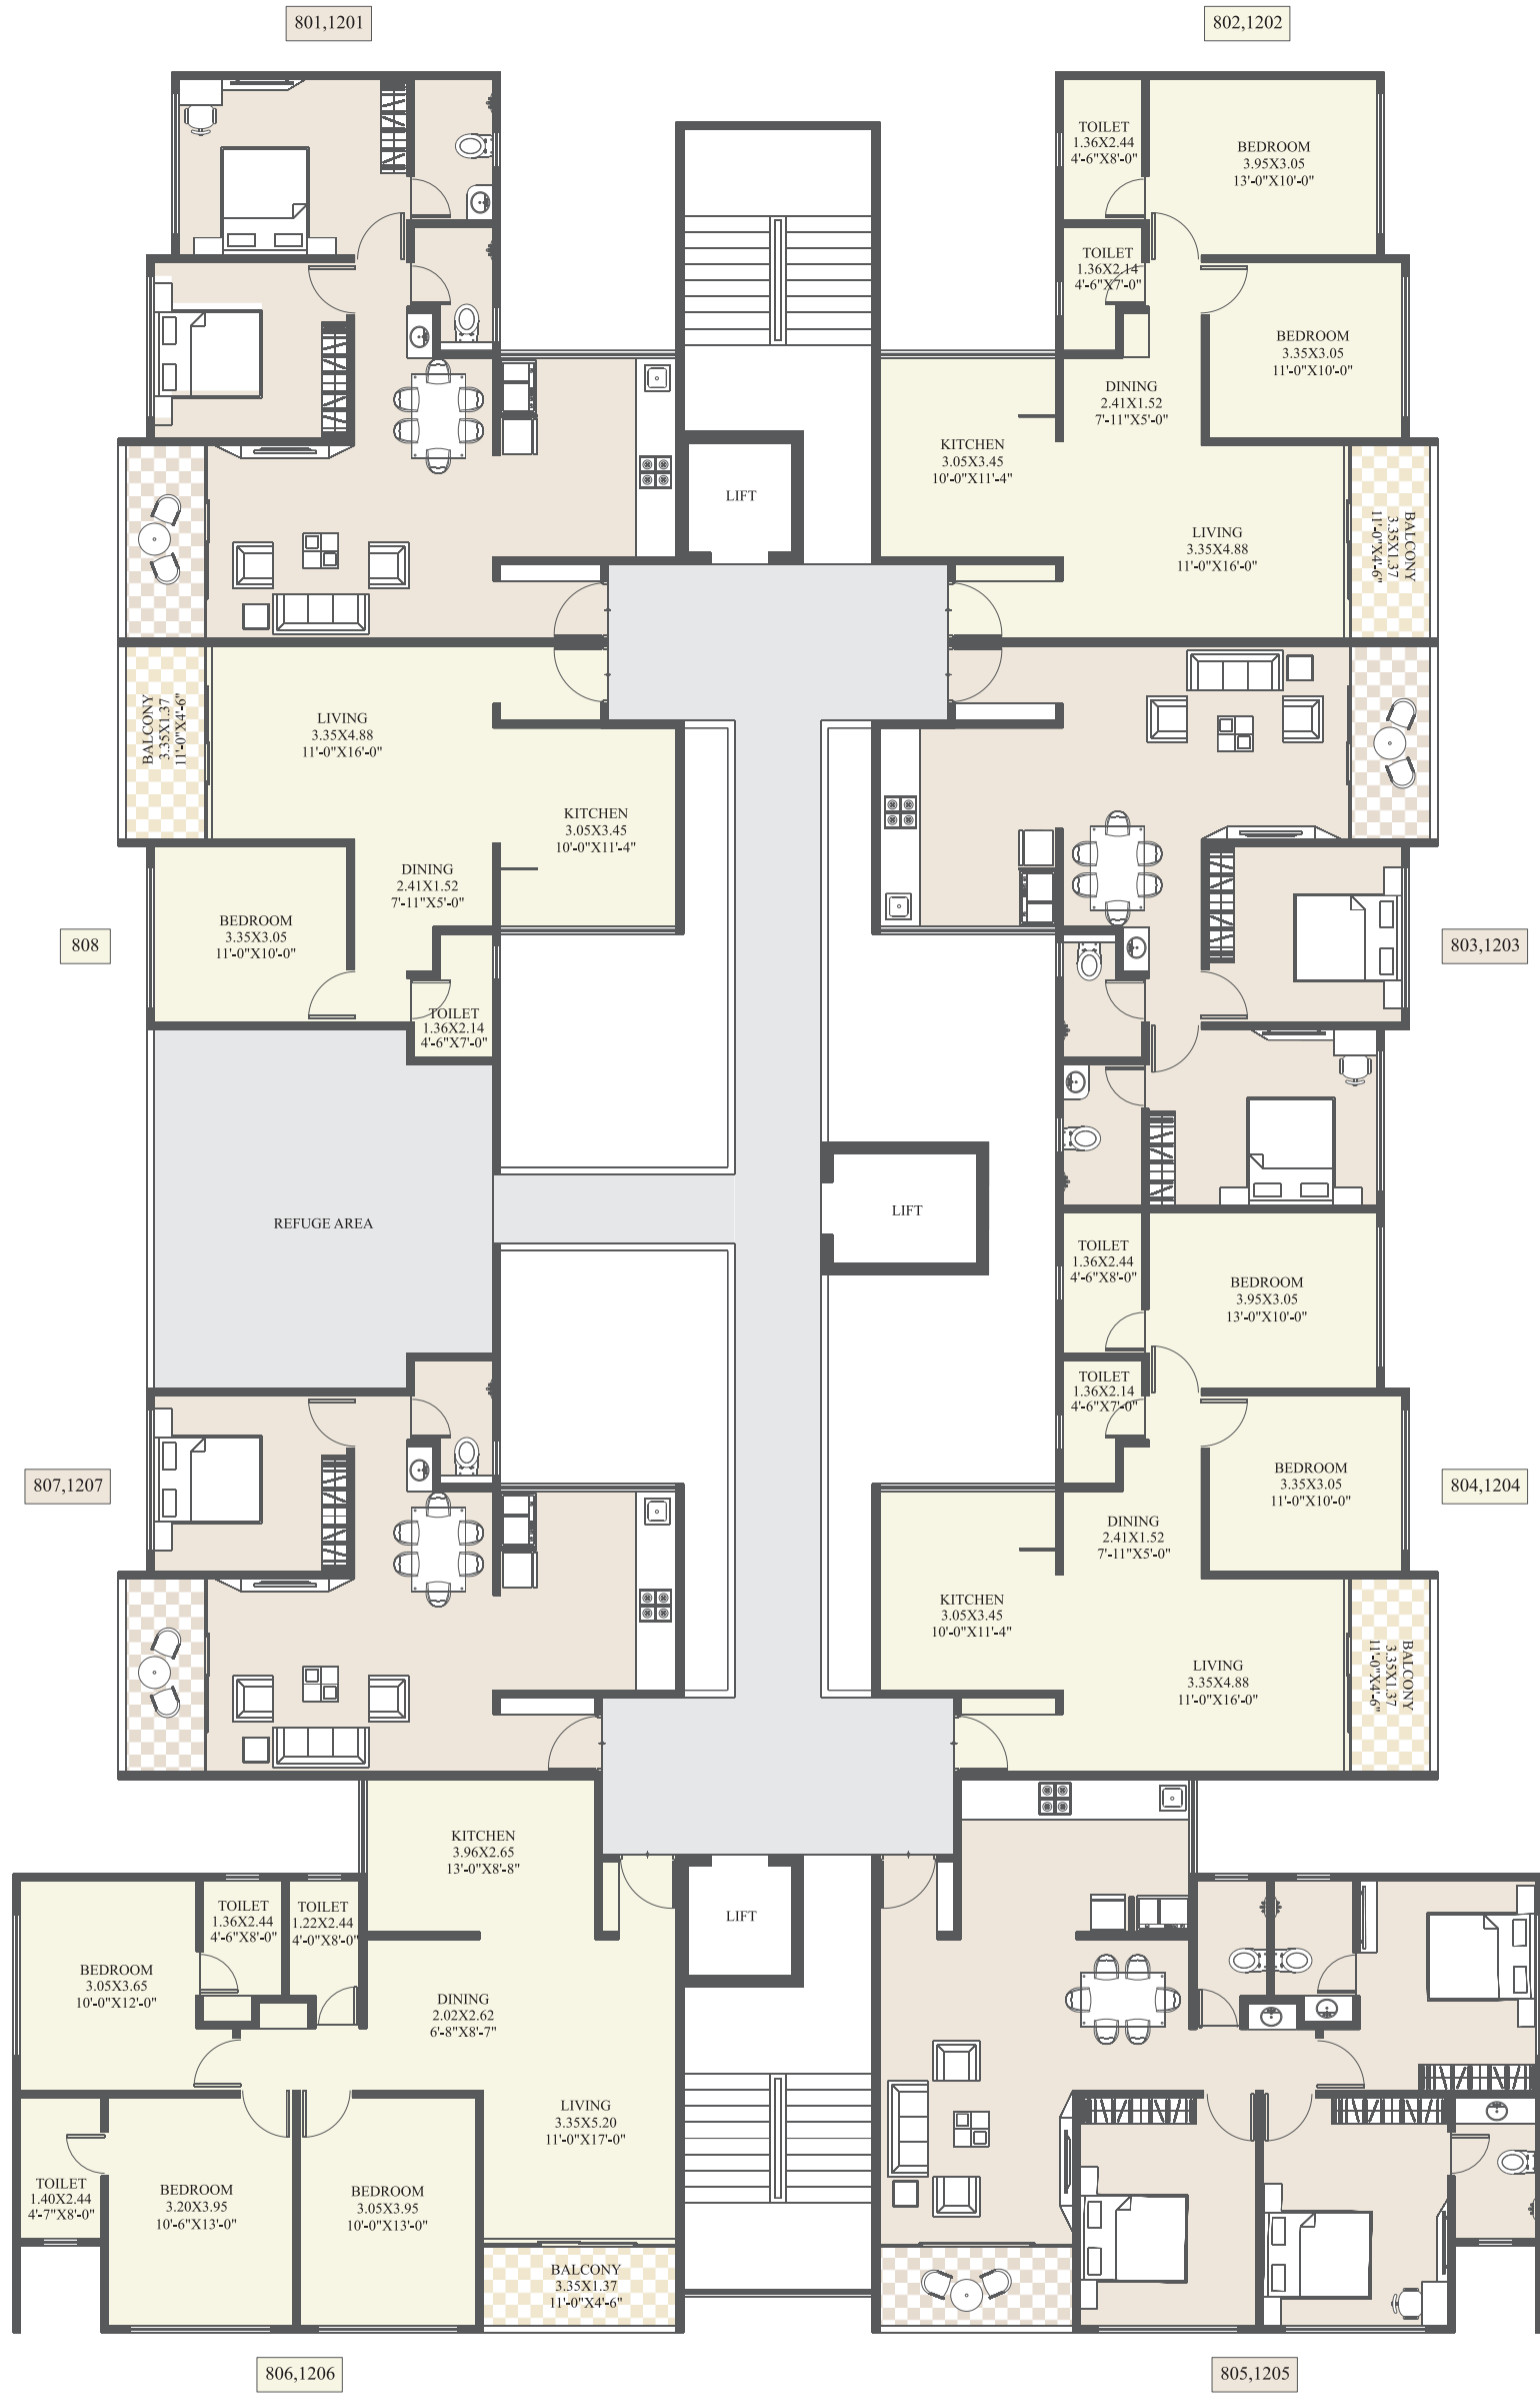 801,1201
802,1202
TOILET
1.36X2.44
4'-6"X8'-0"
BEDROOM
3.95X3.05
13'-0"X10'-0"
TOILET
1.36X2.14
4'-6"X7'-0"
BEDROOM
3.35X3.05
11'-0"X10'-0"
DINING
2.41X1.52
7'-11"X5'-0"
KITCHEN
3.05X3.45
10'-0"X11'-4"
LIFT
LIVING
3.35X4.88
11'-0"X16'-0"
BALCONY
3.35X1.37
11'-0"X4'-6"
BALCONY
3.35X1.37
11'-0"X4'-6"
LIVING
3.35X4.88
11'-0"X16'-0"
KITCHEN
3.05X3.45
10'-0"X11'-4"
DINING
2.41X1.52
7'-11"X5'-0"
BEDROOM
3.35X3.05
11'-0"X10'-0"
808
803,1203
TOILET
1.36X2.14
4'-6"X7'-0"
REFUGE AREA
LIFT
TOILET
1.36X2.44
4'-6"X8'-0"
BEDROOM
3.95X3.05
13'-0"X10'-0"
TOILET
1.36X2.14
4'-6"X7'-0"
807,1207
BEDROOM
3.35X3.05
11'-0"X10'-0"
804,1204
DINING
2.41X1.52
7'-11"X5'-0"
KITCHEN
3.05X3.45
10'-0"X11'-4"
LIVING
3.35X4.88
11'-0"X16'-0"
BALCONY
3.35X1.37
11'-0"X4'-6"
KITCHEN
3.96X2.65
13'-0"X8'-8"
TOILET
1.36X2.44
4'-6"X8'-0"
TOILET
1.22X2.44
4'-0"X8'-0"
LIFT
BEDROOM
3.05X3.65
10'-0"X12'-0"
DINING
2.02X2.62
6'-8"X8'-7"
LIVING
3.35X5.20
11'-0"X17'-0"
TOILET
1.40X2.44
4'-7"X8'-0"
BEDROOM
3.20X3.95
10'-6"X13'-0"
BEDROOM
3.05X3.95
10'-0"X13'-0"
BALCONY
3.35X1.37
11'-0"X4'-6"
806,1206
805,1205